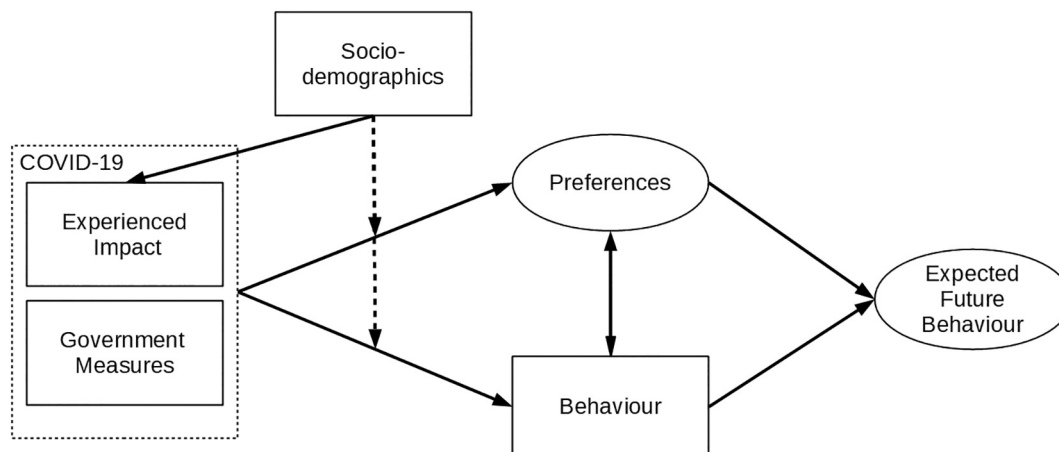 Socio-
demographics
COVID-19
Experienced
Impact
Government
Measures
Preferences
Behaviour
Expected
Future
Behaviour